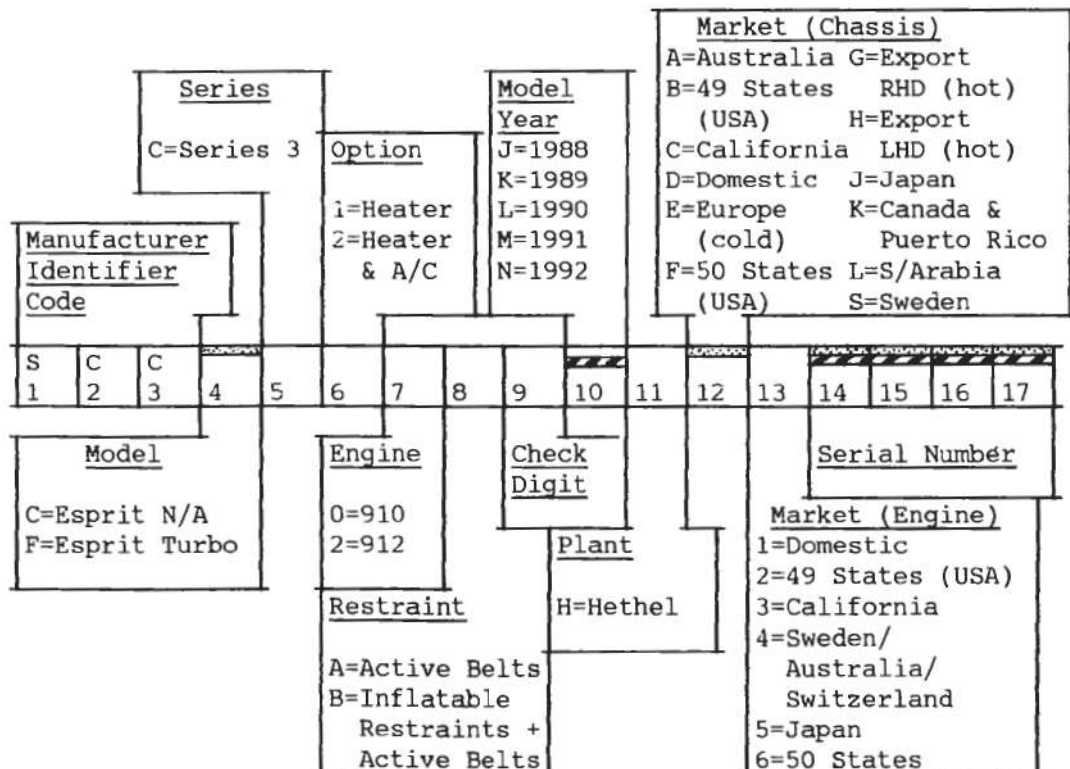 Market (Chassis)
A=Australia G=Export
B=49 States RHD (hot)
(USA) H=Export
C=California LHD (hot)
D=Domestic J=Japan
E=Europe K=Canada &
(cold) Puerto Rico
F=50 States L=S/Arabia
(USA) S=Sweden
Series
C=Series 3
Model
Year
J=1988
K=1989
L=1990
M=1991
N=1992
Option
1=Heater
2=Heater
& A/C
Manufacturer
Identifier
Code
S C C
1 2 3 4 5 6 7 8 9 10 11 12 13 14 15 16 17
Model
C=Esprit N/A
F=Esprit Turbo
Engine
0=910
2=912
Check
Digit
Serial Number
Restraint
A=Active Belts
B=Inflatable
Restraints +
Active Belts
Plant
H=Hethel
Market (Engine)
1=Domestic
2=49 States (USA)
3=California
4=Sweden/
Australia/
Switzerland
5=Japan
6=50 States